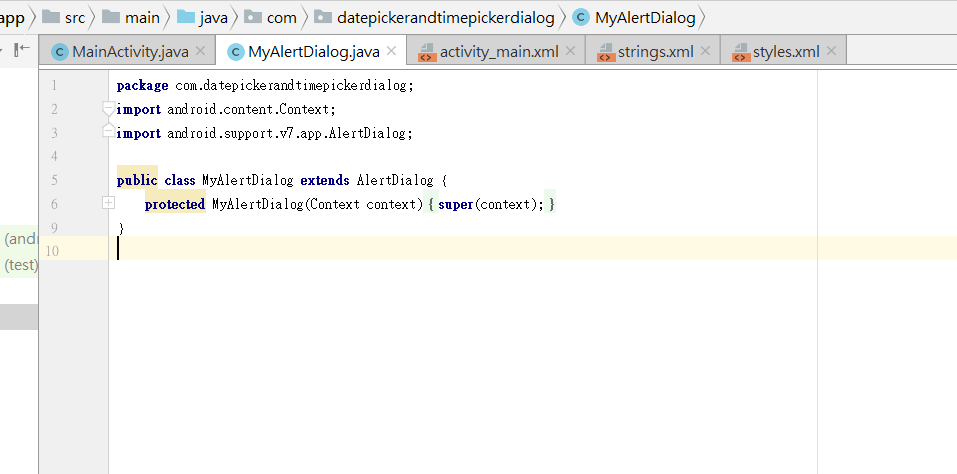 app src main java com datepickerandtimepickerdialog MyAlertDialog
MainActivity.java MyAlertDialog.java activity_main.xml strings.xml styles.xml
1 package com.datepickerandtimepickerdialog;
2 import android.content.Context;
3 import android.support.v7.app.AlertDialog;
4
5 public class MyAlertDialog extends AlertDialog {
6 protected MyAlertDialog(Context context) { super(context); }
9 }
(andr
10
(test)